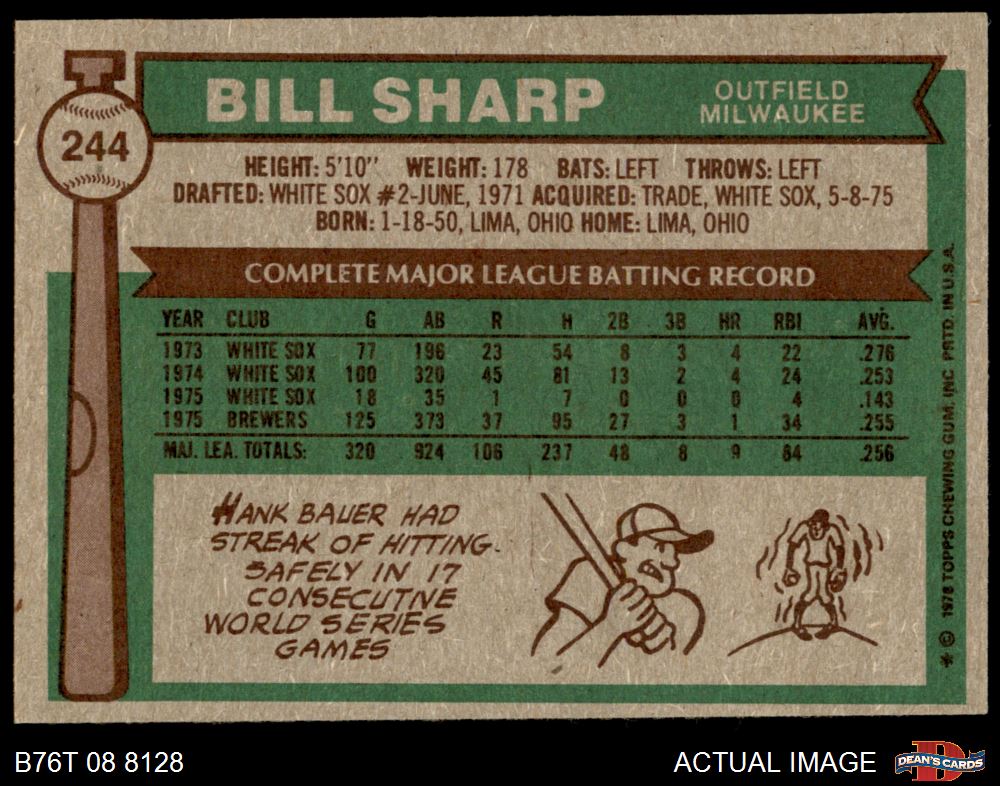 244
BILL SHARP
OUTFIELD
MILWAUKEE
HEIGHT: 5'10" WEIGHT: 178 BATS: LEFT THROWS: LEFT
DRAFTED: WHITE SOX #2-JUNE, 1971 ACQUIRED: TRADE, WHITE SOX, 5-8-75
BORN: 1-18-50, LIMA, OHIO HOME: LIMA, OHIO
COMPLETE MAJOR LEAGUE BATTING RECORD
YEAR CLUB G AB R H 2B 3B HR RBI AVG.
1973 WHITE SOX 77 196 23 54 8 3 4 22 .276
1974 WHITE SOX 100 320 45 81 13 2 4 24 .253
1975 WHITE SOX 18 35 1 7 0 0 0 4 .143
1975 BREWERS 125 373 37 95 27 3 1 34 .255
MAJ. LEA. TOTALS: 320 924 106 237 48 8 9 84 .256
HANK BAUER HAD
STREAK OF HITTING
SAFELY IN 17
CONSECUTIVE
WORLD SERIES
GAMES
* © 1976 TOPPS CHEWING GUM, INC PRTD. IN U.S.A.
B76T 08 8128
ACTUAL IMAGE
D
DEAN'S CARDS